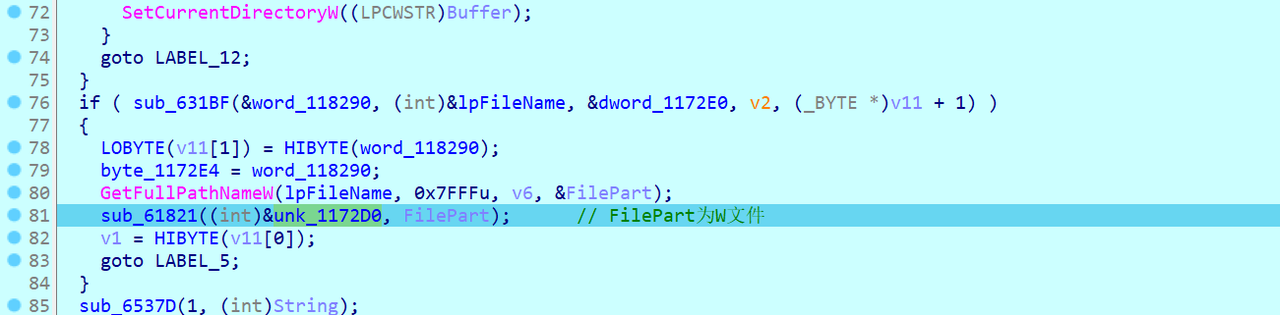 72 SetCurrentDirectoryW((LPCWSTR)Buffer);
73 }
74 goto LABEL_12;
75 }
76 if ( sub_631BF(&word_118290, (int)&lpFileName, &dword_1172E0, v2, (_BYTE *)v11 + 1) )
77 {
78 LOBYTE(v11[1]) = HIBYTE(word_118290);
79 byte_1172E4 = word_118290;
80 GetFullPathNameW(lpFileName, 0x7FFFu, v6, &FilePart);
81 sub_61821((int)&unk_1172D0, FilePart); // FilePart为W文件
82 v1 = HIBYTE(v11[0]);
83 goto LABEL_5;
84 }
85 sub_6537D(1, (int)String);